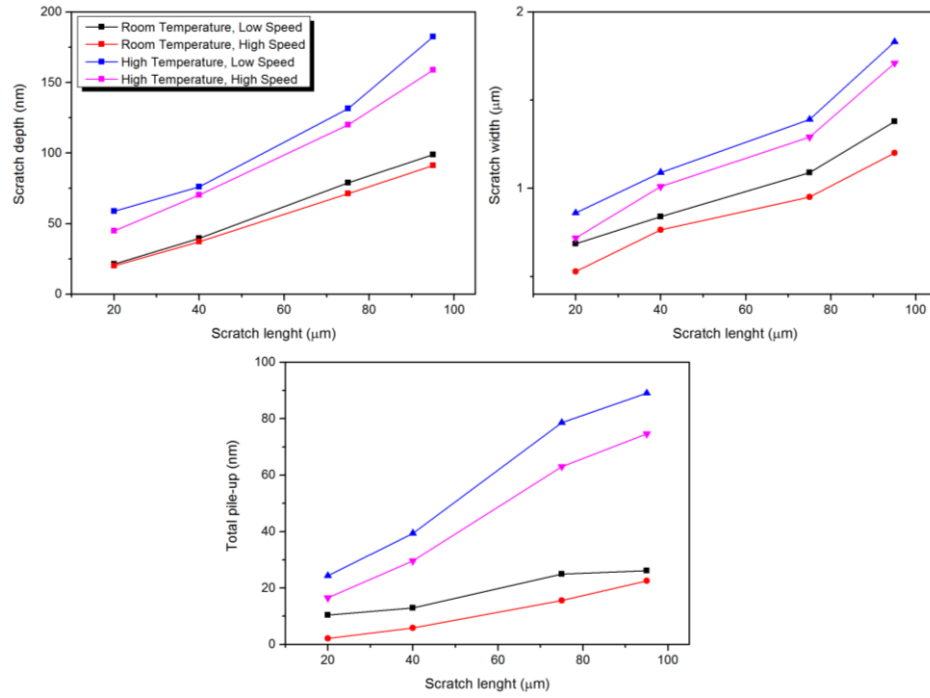 200
150
100
50
0
Scratch depth (nm)
Room Temperature, Low Speed
Room Temperature, High Speed
High Temperature, Low Speed
High Temperature, High Speed
20 40 60 80 100
Scratch lenght (μm)
2
1
Scratch width (μm)
20 40 60 80 100
Scratch lenght (μm)
100
80
60
40
20
0
Total pile-up (nm)
20 40 60 80 100
Scratch lenght (μm)